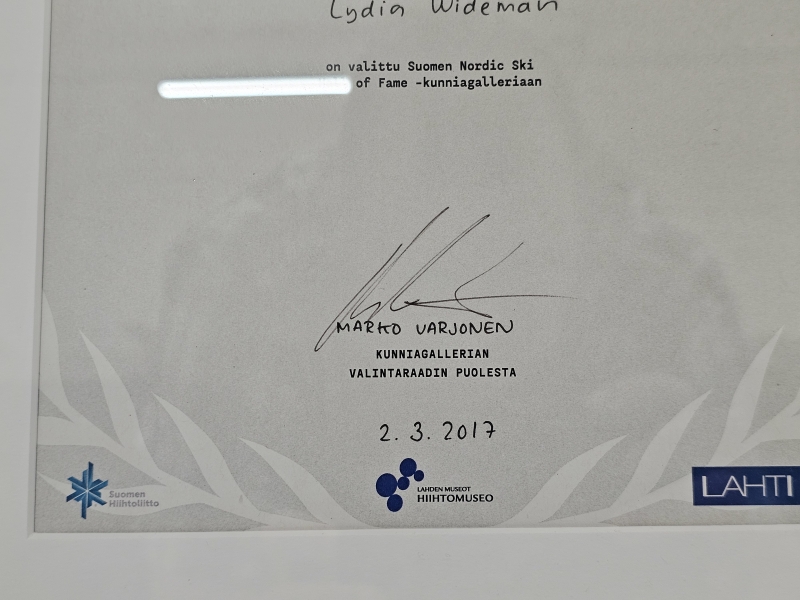 Lydia Wideman
on valittu Suomen Nordic Ski
of Fame -kunniagalleriaan
MARKO VARJONEN
KUNNIAGALLERIAN
VALINTARAADIN PUOLESTA
2. 3. 2017
Suomen
Hiihtoliitto
LAHDEN MUSEOT
HIIHTOMUSEO
LAHTI